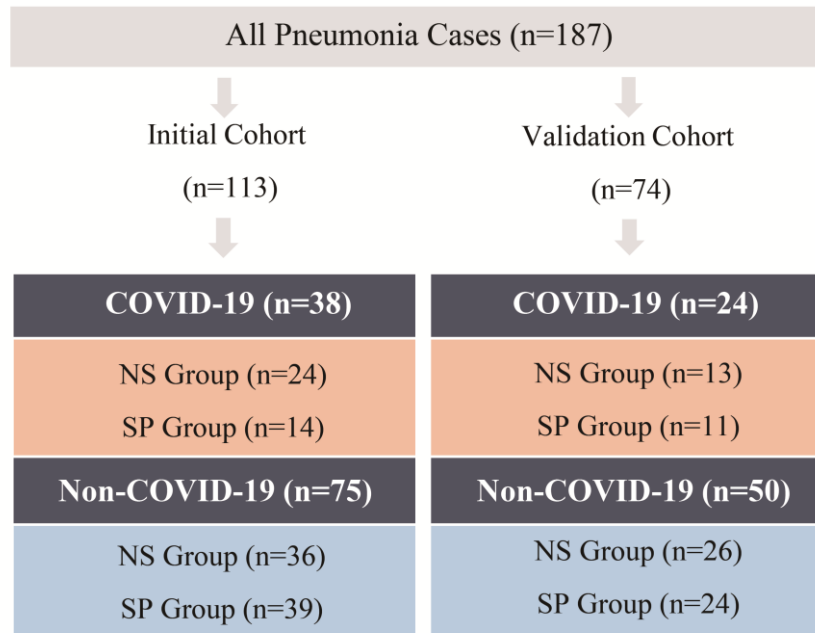 All Pneumonia Cases (n=187)
Initial Cohort
(n=113)
Validation Cohort
(n=74)
COVID-19 (n=38)
NS Group (n=24)
SP Group (n=14)
Non-COVID-19 (n=75)
NS Group (n=36)
SP Group (n=39)
COVID-19 (n=24)
NS Group (n=13)
SP Group (n=11)
Non-COVID-19 (n=50)
NS Group (n=26)
SP Group (n=24)